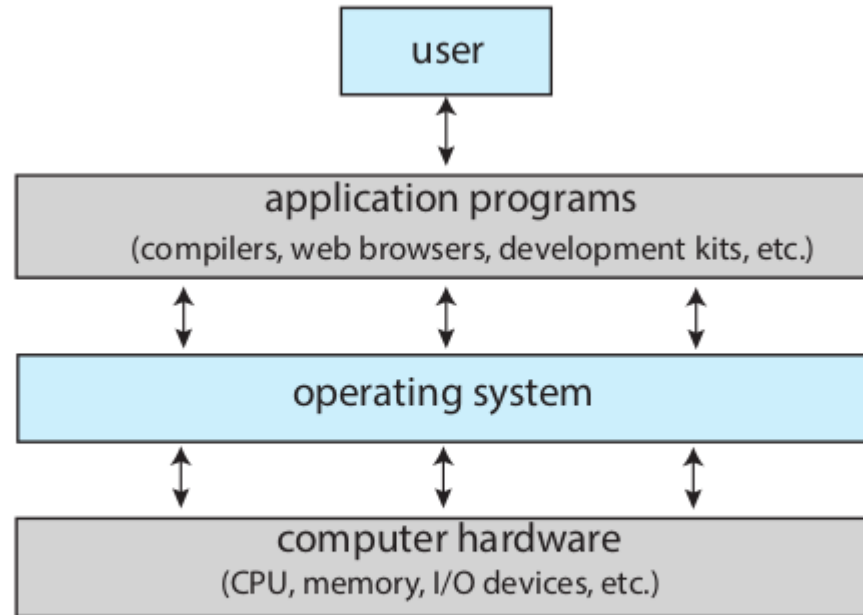 user
application programs
(compilers, web browsers, development kits, etc.)
operating system
computer hardware
(CPU, memory, I/O devices, etc.)